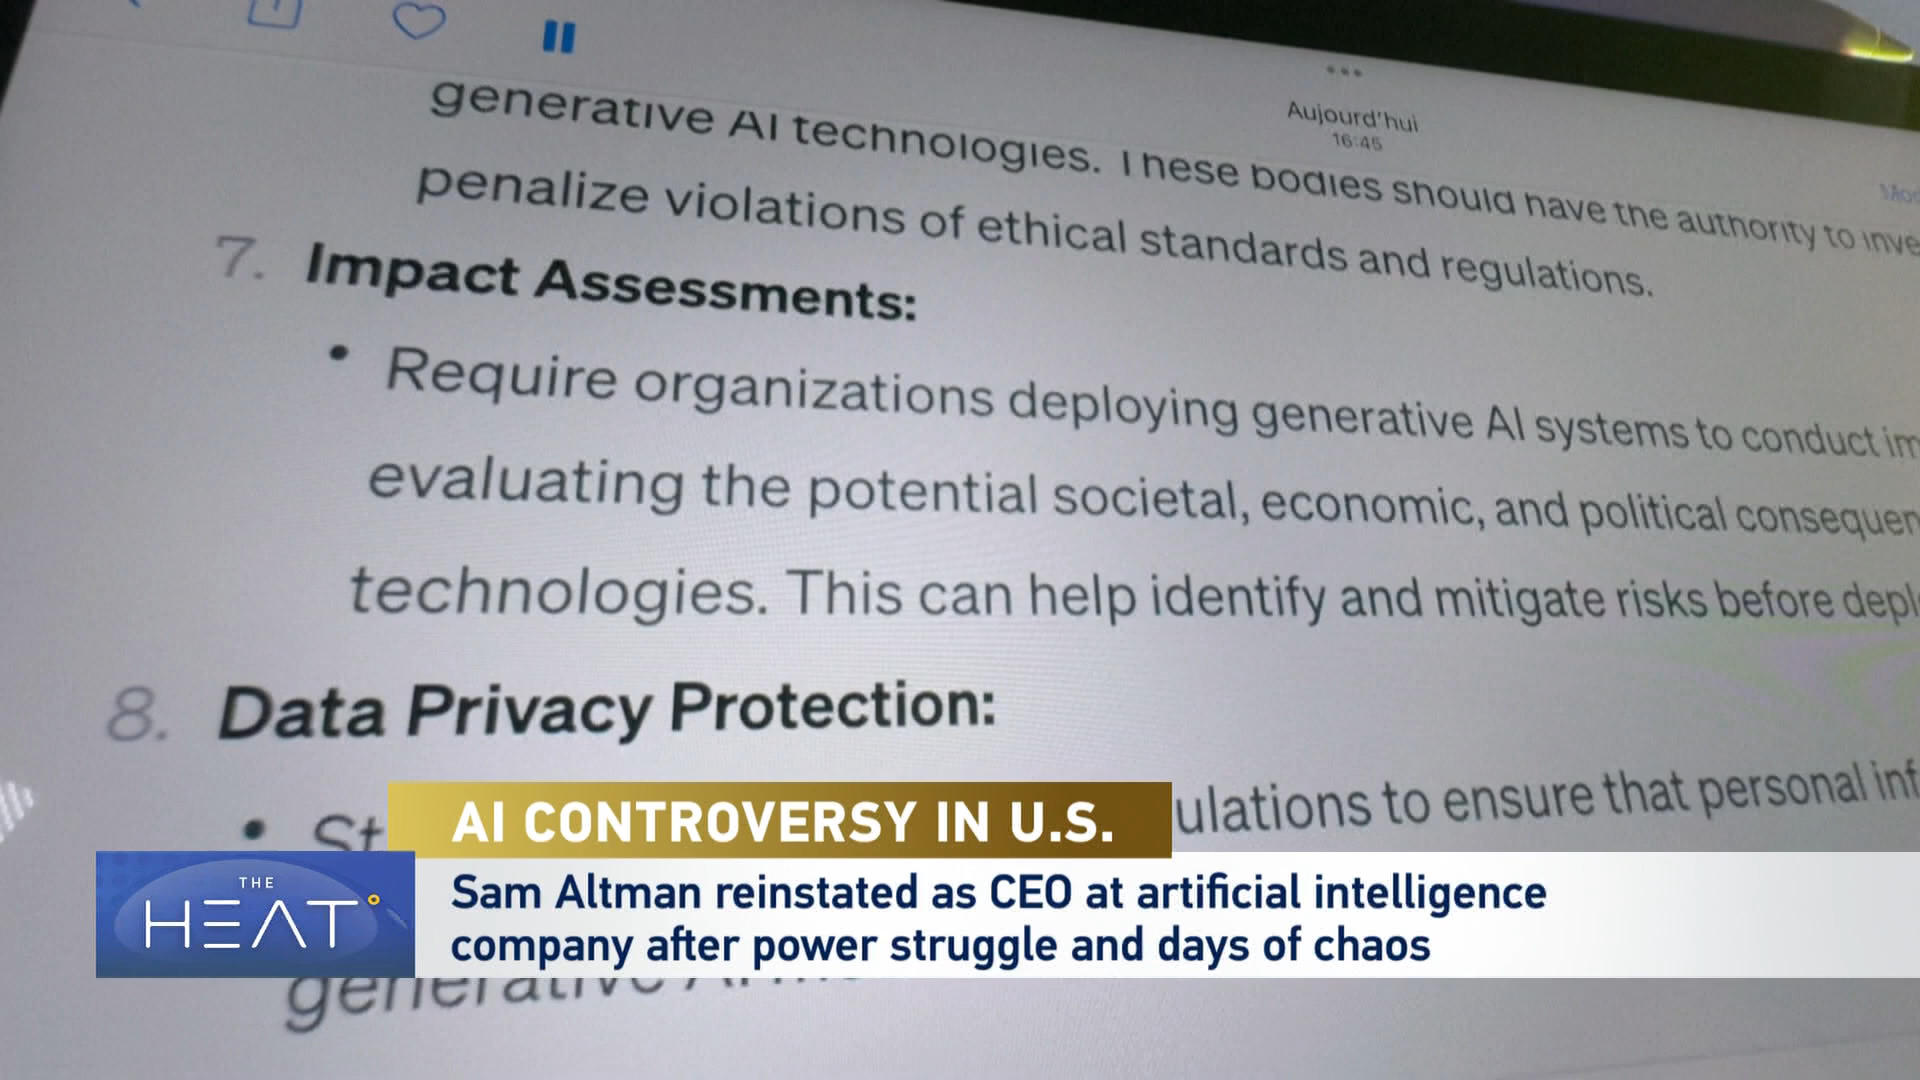 Aujourd'hui
16:45
generative AI technologies. These bodies should have the authority to
penalize violations of ethical standards and regulations.
7. Impact Assessments:
• Require organizations deploying generative AI systems to conduct
evaluating the potential societal, economic, and political
technologies. This can help identify and mitigate risks before
8. Data Privacy Protection:
• to ensure that personal
AI CONTROVERSY IN U.S.
THE
HEAT
Sam Altman reinstated as CEO at artificial intelligence
company after power struggle and days of chaos
generative